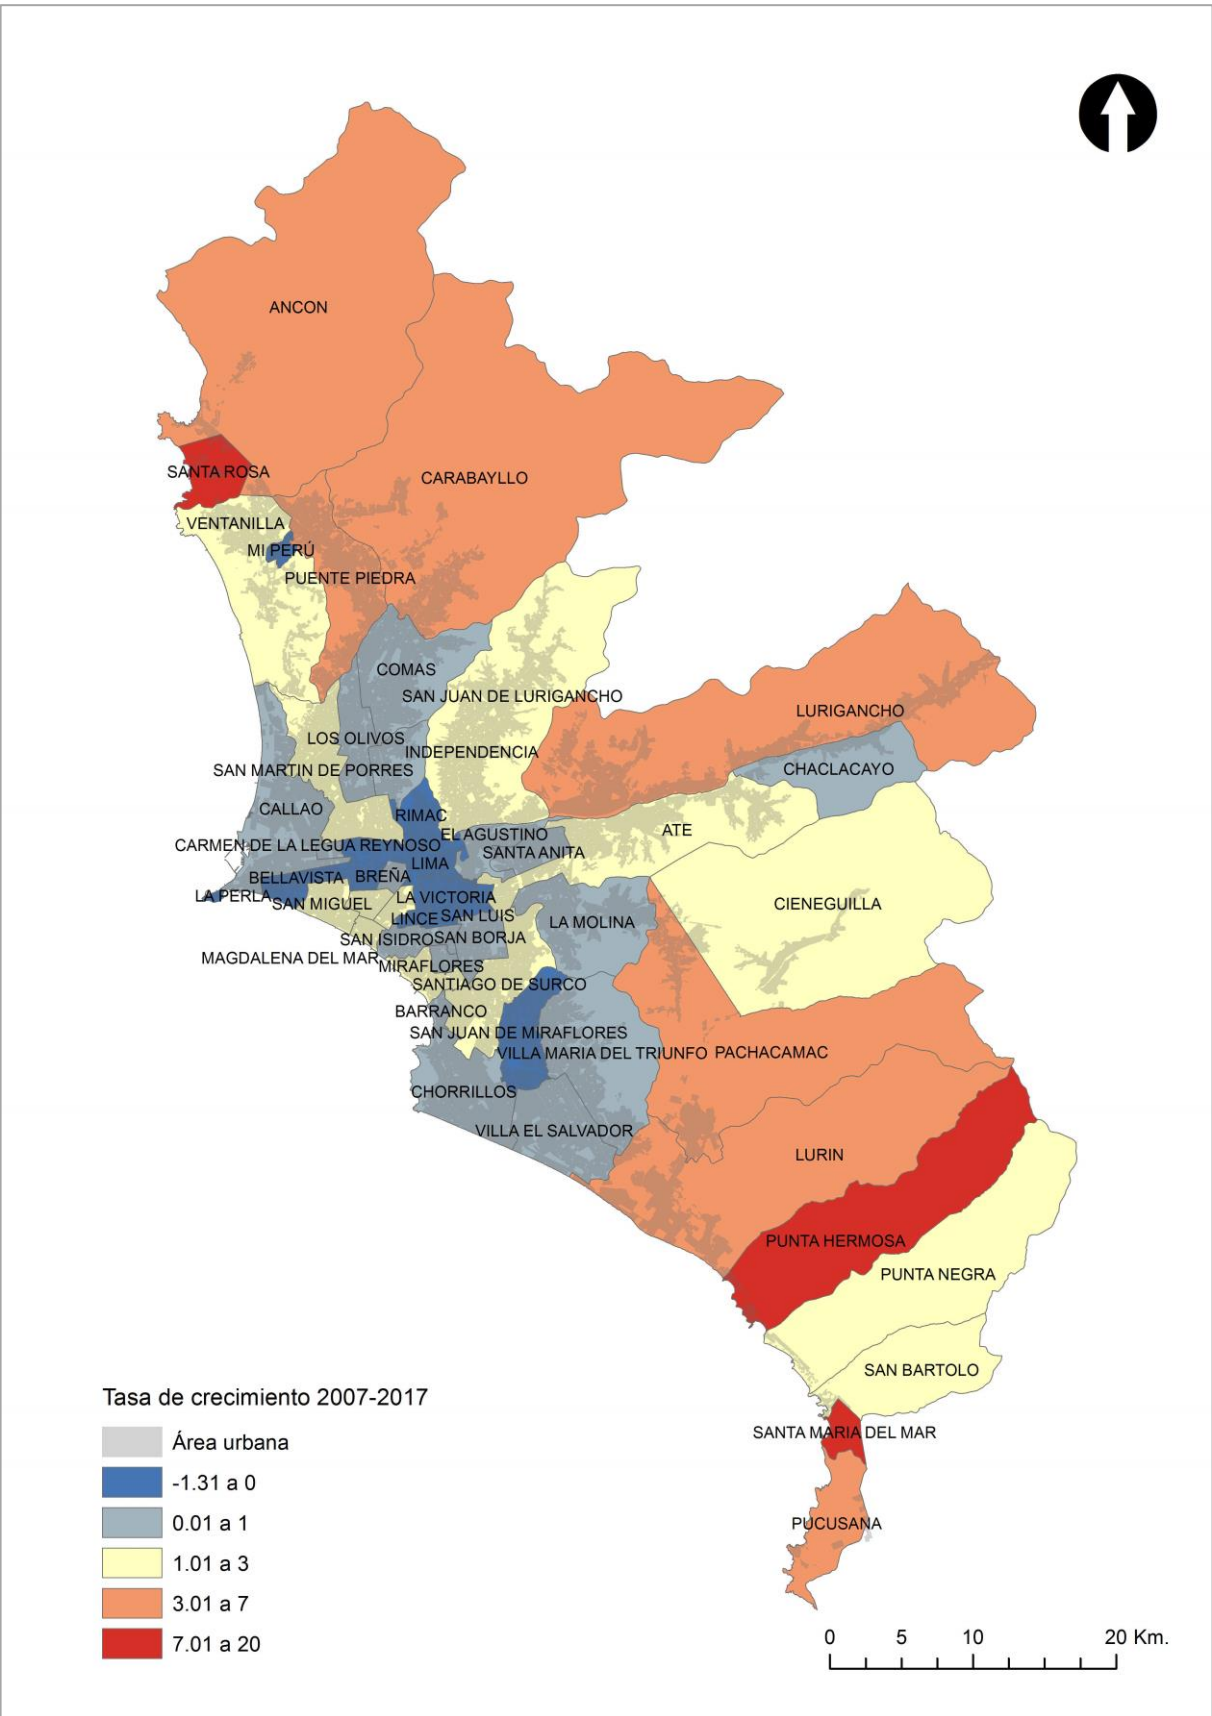 ANCON
SANTA ROSA
CARABAYLLO
VENTANILLA
MI PERÚ
PUENTE PIEDRA
COMAS
SAN JUAN DE LURIGANCHO
LURIGANCHO
LOS OLIVOS
INDEPENDENCIA
SAN MARTIN DE PORRES
CHACLACAYO
CALLAO
RIMAC
ATE
EL AGUSTINO
CARMEN DE LA LEGUA REYNOSO
SANTA ANITA
LIMA
BELLAVISTA
BREÑA
LA PERLA
SAN MIGUEL
LA VICTORIA
CIENEGUILLA
LINCE
SAN LUIS
LA MOLINA
SAN ISIDRO
SAN BORJA
MAGDALENA DEL MAR
MIRAFLORES
SANTIAGO DE SURCO
BARRANCO
SAN JUAN DE MIRAFLORES
VILLA MARIA DEL TRIUNFO
PACHACAMAC
CHORRILLOS
VILLA EL SALVADOR
LURIN
PUNTA HERMOSA
PUNTA NEGRA
SAN BARTOLO
SANTA MARIA DEL MAR
PUCUSANA
Tasa de crecimiento 2007-2017
Área urbana
-1.31 a 0
0.01 a 1
1.01 a 3
3.01 a 7
7.01 a 20
0 5 10 20 Km.